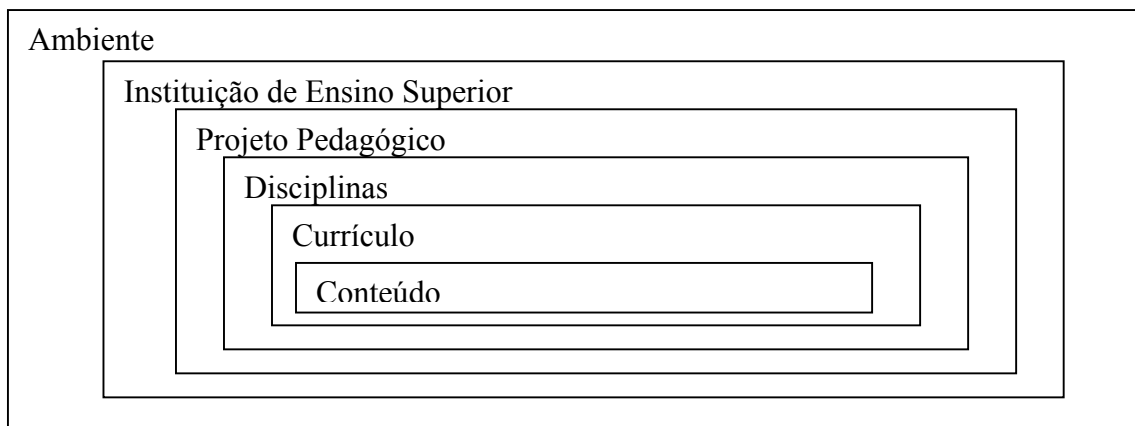 Ambiente
Instituição de Ensino Superior
Projeto Pedagógico
Disciplinas
Currículo
Conteúdo